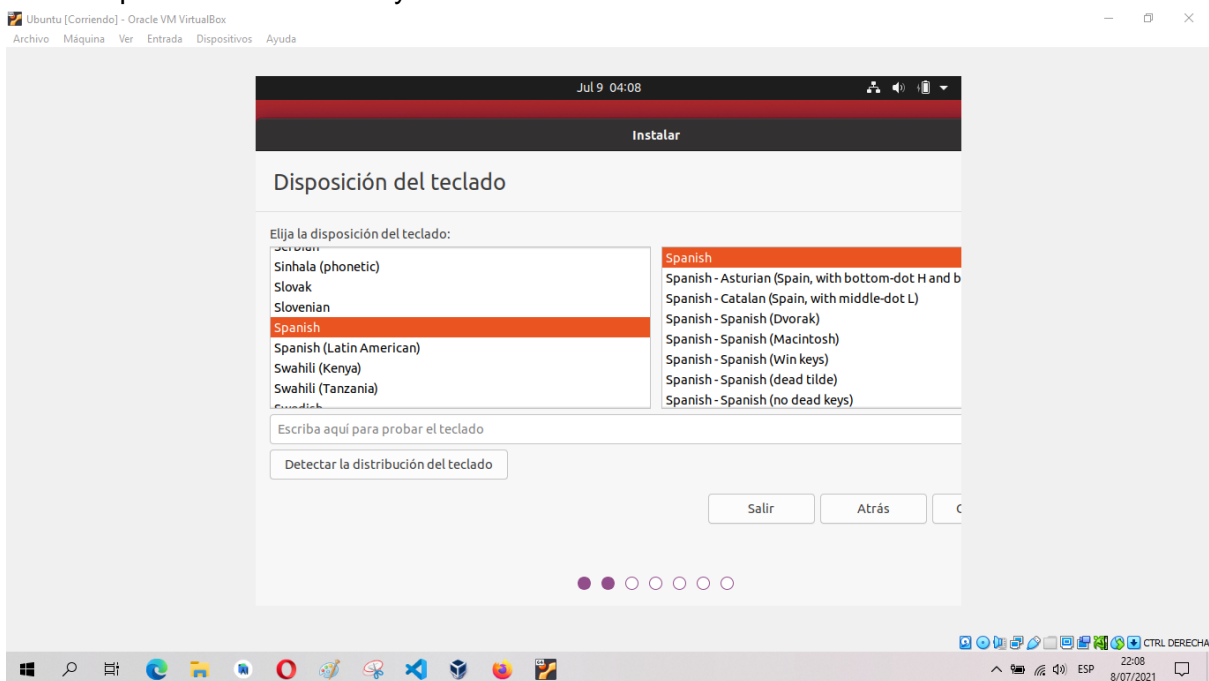 Ubuntu [Corriendo] - Oracle VM VirtualBox
Archivo Máquina Ver Entrada Dispositivos Ayuda
Jul 9 04:08
Instalar
Disposición del teclado
Elija la disposición del teclado:
Serbian
Sinhala (phonetic)
Slovak
Slovenian
Spanish
Spanish (Latin American)
Swahili (Kenya)
Swahili (Tanzania)
Swedish
Spanish
Spanish - Asturian (Spain, with bottom-dot H and b
Spanish - Catalan (Spain, with middle-dot L)
Spanish - Spanish (Dvorak)
Spanish - Spanish (Macintosh)
Spanish - Spanish (Win keys)
Spanish - Spanish (dead tilde)
Spanish - Spanish (no dead keys)
Escriba aquí para probar el teclado
Detectar la distribución del teclado
Salir Atrás C
CTRL DERECHA
ESP
22:08
8/07/2021